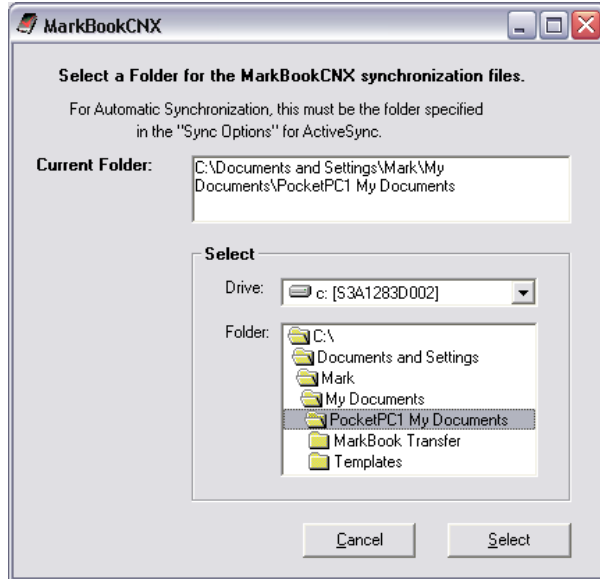 MarkBookCNX
Select a Folder for the MarkBookCNX synchronization files.
For Automatic Synchronization, this must be the folder specified
in the "Sync Options" for ActiveSync.
Current Folder:
C:\Documents and Settings\Mark\My
Documents\PocketPC1 My Documents
Select
Drive:
c: [S3A1283D002]
Folder:
C:\
Documents and Settings
Mark
My Documents
PocketPC1 My Documents
MarkBook Transfer
Templates
Cancel
Select